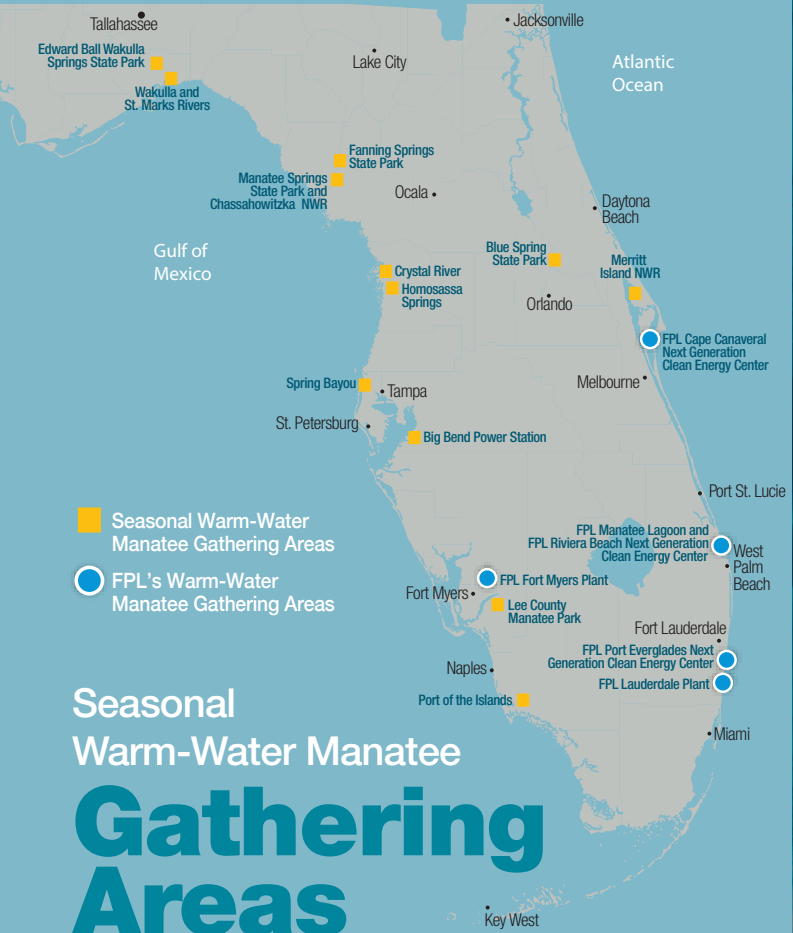 Tallahassee
Jacksonville
Edward Ball Wakulla
Springs State Park
Lake City
Atlantic
Ocean
Wakulla and
St. Marks Rivers
Fanning Springs
State Park
Manatee Springs
State Park and
Chassahowitzka NWR
Ocala
Daytona
Beach
Gulf of
Mexico
Blue Spring
State Park
Merritt
Island NWR
Crystal River
Homosassa
Springs
Orlando
FPL Cape Canaveral
Next Generation
Clean Energy Center
Spring Bayou
Tampa
Melbourne
St. Petersburg
Big Bend Power Station
Port St. Lucie
Seasonal Warm-Water
Manatee Gathering Areas
FPL's Warm-Water
Manatee Gathering Areas
FPL Manatee Lagoon and
FPL Riviera Beach Next Generation
Clean Energy Center
West
Palm
Beach
FPL Fort Myers Plant
Fort Myers
Lee County
Manatee Park
Fort Lauderdale
FPL Port Everglades Next
Generation Clean Energy Center
Naples
FPL Lauderdale Plant
Port of the Islands
Miami
Seasonal
Warm-Water Manatee
Gathering
Areas
Key West